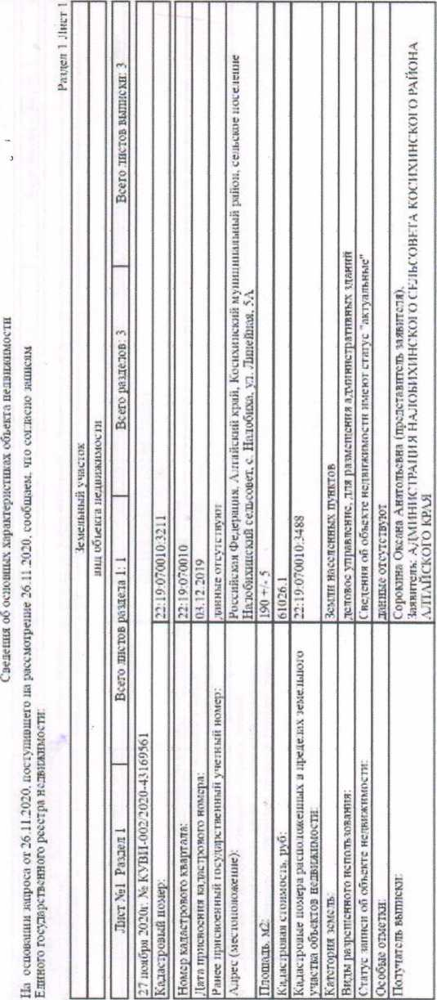 Раздел 1 Лист 1
Сведения об основных характеристиках объекта недвижимости
На основании запроса от 26.11.2020, поступившего на рассмотрение 26.11.2020, сообщаем, что согласно записям
Единого государственного реестра недвижимости:
Земельный участок
вид объекта недвижимости
Лист №1 Раздел 1 Всего листов раздела 1: 1 Всего разделов: 3 Всего листов выписки: 3
27 ноября 2020г. № КУВИ-002/2020-43169561
Кадастровый номер: 22:19:070010:3211
Номер кадастрового квартала: 22:19:070010
Дата присвоения кадастрового номера: 03.12.2019
Ранее присвоенный государственный учетный номер: данные отсутствуют
Адрес (местоположение): Российская Федерация, Алтайский край, Косихинский муниципальный район, сельское поселение
Налобихинский сельсовет, с. Налобиха, ул. Линейная, 5А
Площадь, м2: 190 +/- 5
Кадастровая стоимость, руб: 61026.1
Кадастровые номера расположенных в пределах земельного 22:19:070010:3488
участка объектов недвижимости:
Категория земель: Земли населенных пунктов
Виды разрешенного использования: деловое управление, для размещения административных зданий
Статус записи об объекте недвижимости: Сведения об объекте недвижимости имеют статус "актуальные"
Особые отметки: данные отсутствуют
Получатель выписки: Сорокина Оксана Анатольевна (представитель заявителя),
Заявитель: АДМИНИСТРАЦИЯ НАЛОБИХИНСКОГО СЕЛЬСОВЕТА КОСИХИНСКОГО РАЙОНА
АЛТАЙСКОГО КРАЯ